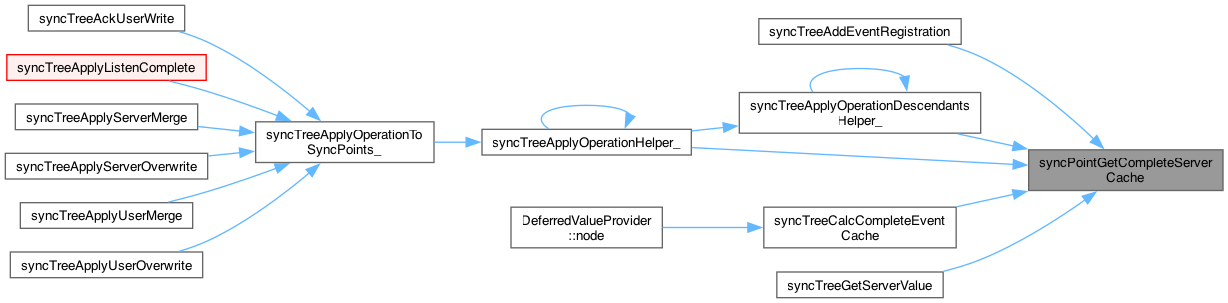 syncTreeAckUserWrite
syncTreeApplyListenComplete
syncTreeApplyServerMerge
syncTreeApplyServerOverwrite
syncTreeApplyUserMerge
syncTreeApplyUserOverwrite
syncTreeApplyOperationTo
SyncPoints_
syncTreeApplyOperationHelper_
DeferredValueProvider
::node
syncTreeAddEventRegistration
syncTreeApplyOperationDescendants
Helper_
syncTreeCalcCompleteEvent
Cache
syncTreeGetServerValue
syncPointGetCompleteServer
Cache